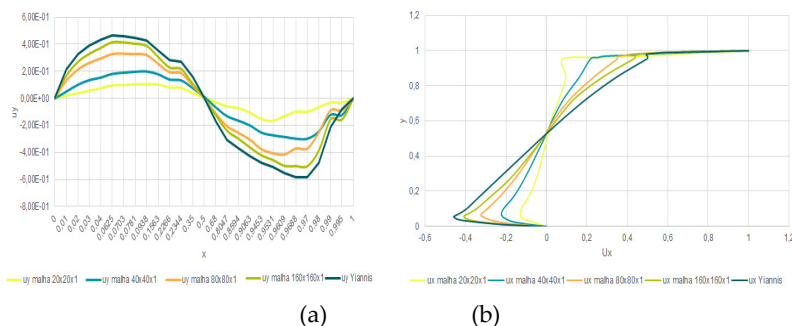 6,00E-01
4,00E-01
2,00E-01
0,00E+00
-2,00E-01
-4,00E-01
-6,00E-01
-8,00E-01
uy
0 0,01 0,02 0,03 0,04 0,0625 0,0703 0,0781 0,0938 0,1563 0,2266 0,2344 0,35 0,5 0,68 0,8047 0,8594 0,9063 0,9453 0,9531 0,9609 0,9688 0,97 0,98 0,99 0,995 1
x
uy malha 20x20x1 uy malha 40x40x1 uy malha 80x80x1 uy malha 160x160x1 uy Yiannis
(a)
1,2
1
0,8
0,6
0,4
0,2
0
y
-0,6 -0,4 -0,2 0 0,2 0,4 0,6 0,8 1
Ux
ux malha 20x20x1 ux malha 40x40x1 ux malha 80x80x1 ux malha 160x160x1 ux Yiannis
(b)